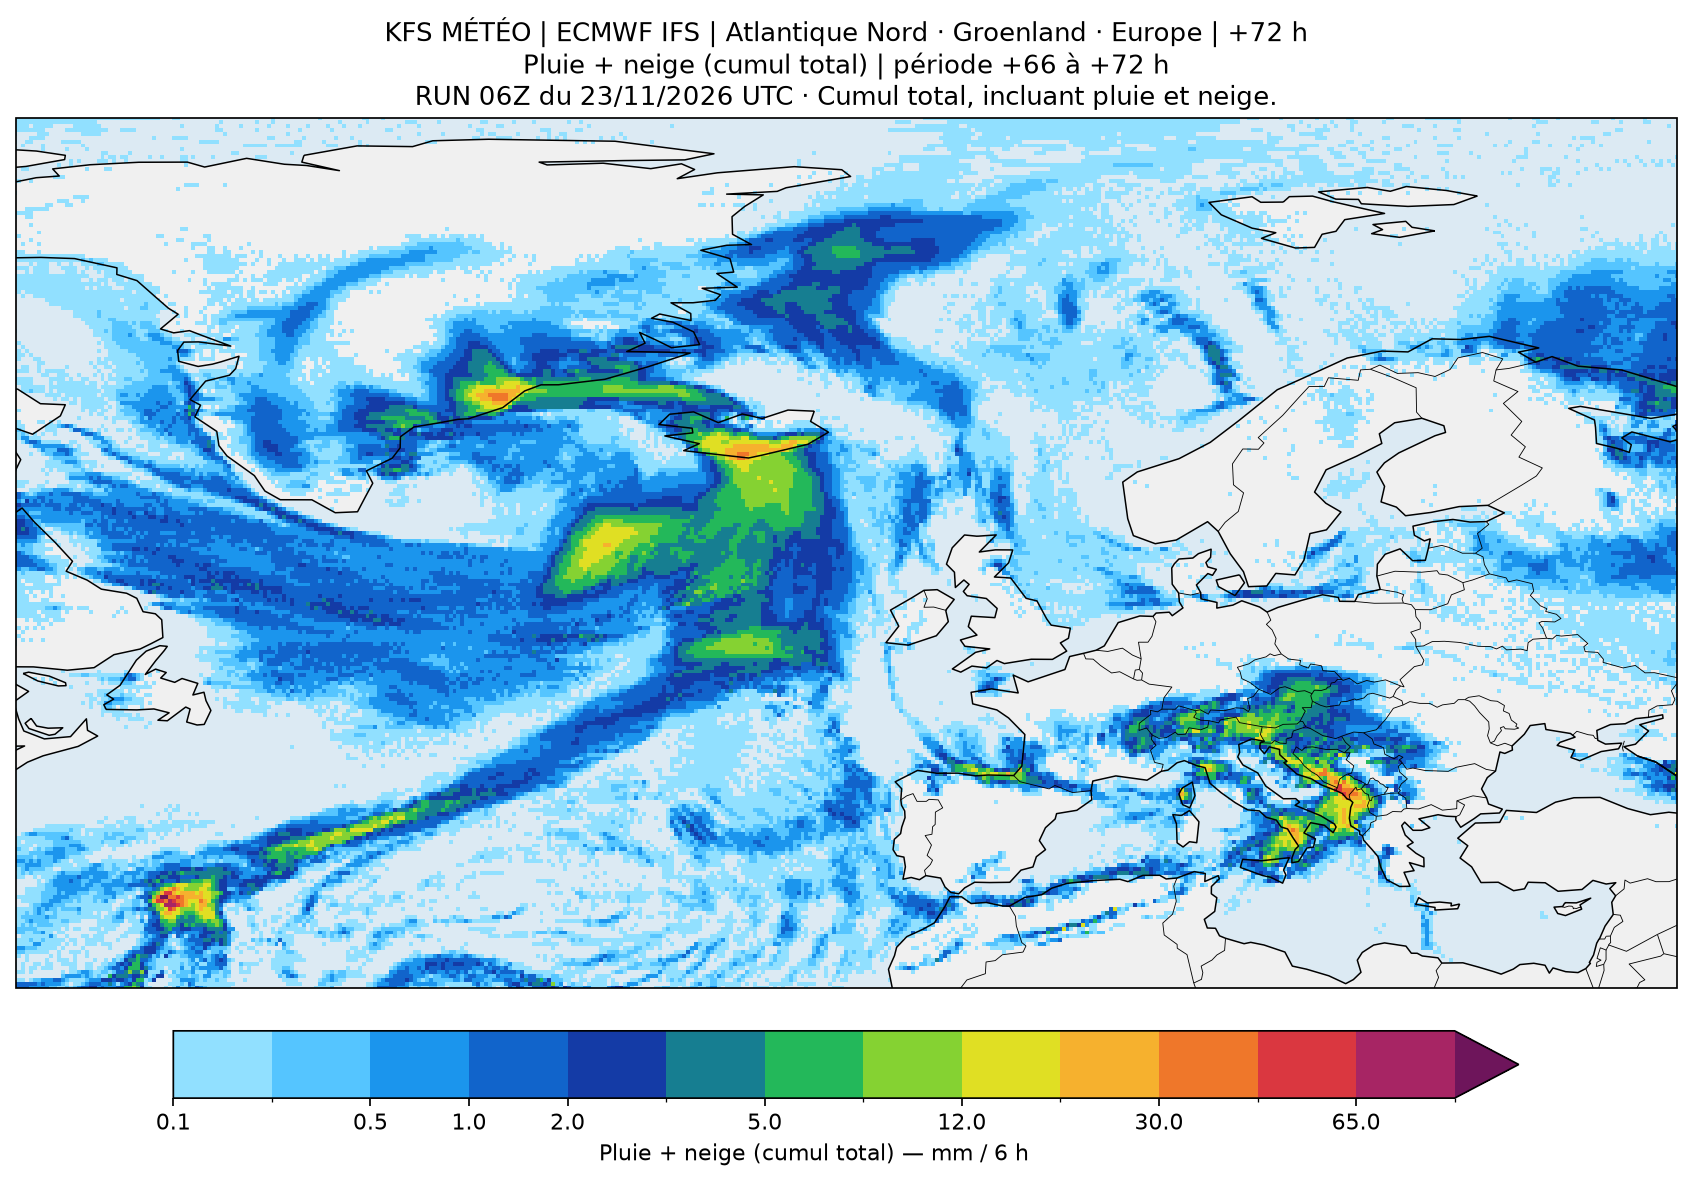 KFS MÉTÉO | ECMWF IFS | Atlantique Nord · Groenland · Europe | +72 h
Pluie + neige (cumul total) | période +66 à +72 h
RUN 06Z du 23/11/2026 UTC · Cumul total, incluant pluie et neige.
0.1 0.5 1.0 2.0 5.0 12.0 30.0 65.0
Pluie + neige (cumul total) — mm / 6 h